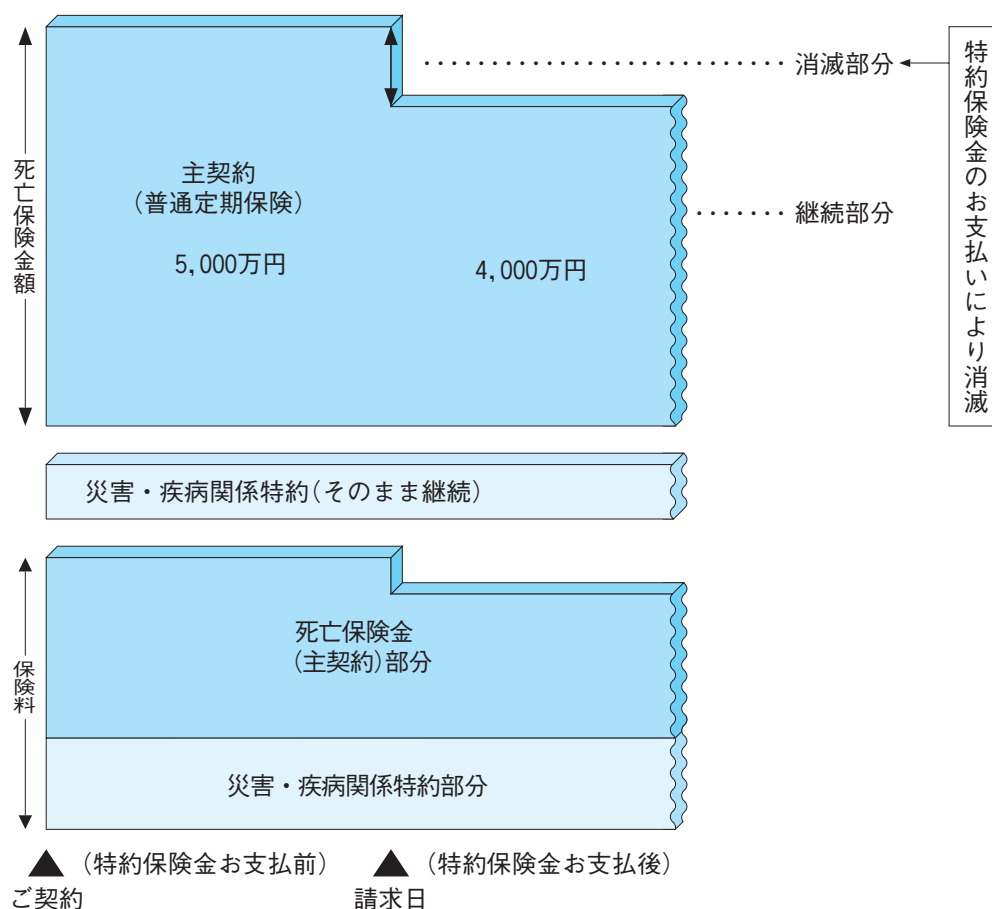 死亡保険金額
主契約
(普通定期保険)
5,000万円
4,000万円
消滅部分
継続部分
特約保険金のお支払いにより消滅
災害・疾病関係特約(そのまま継続)
保険料
死亡保険金
(主契約)部分
災害・疾病関係特約部分
(特約保険金お支払前)
(特約保険金お支払後)
ご契約
請求日